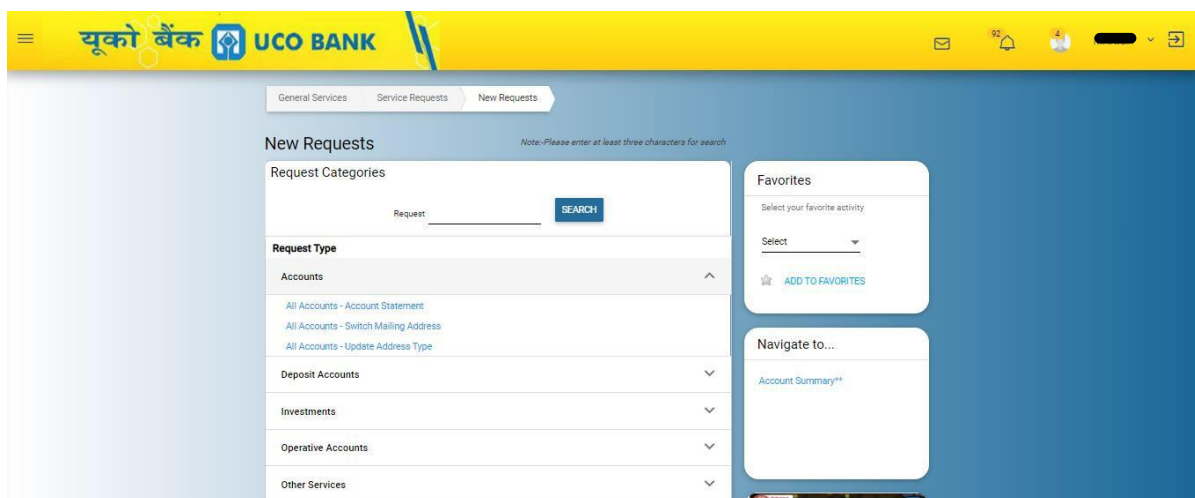 यूको बैंक UCO BANK
92
4
General Services Service Requests New Requests
New Requests
Note:-Please enter at least three characters for search
Request Categories
Request
SEARCH
Request Type
Accounts
All Accounts - Account Statement
All Accounts - Switch Mailing Address
All Accounts - Update Address Type
Deposit Accounts
Investments
Operative Accounts
Other Services
Favorites
Select your favorite activity
Select
ADD TO FAVORITES
Navigate to...
Account Summary**